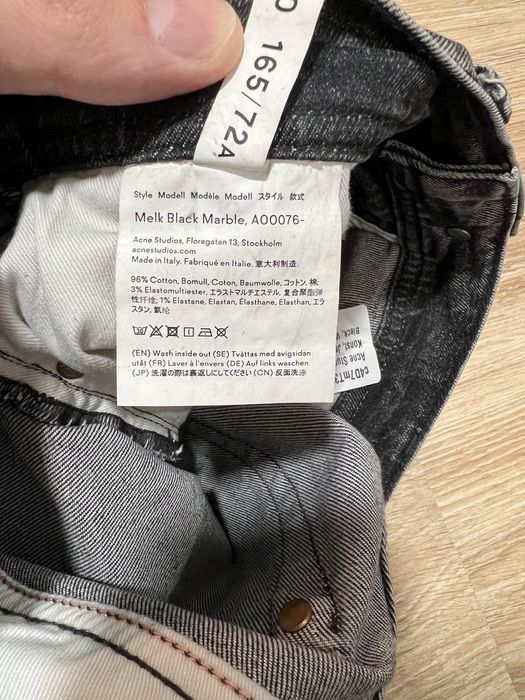 165/72A
Style Modell Modèle Modell スタイル 款式
Melk Black Marble, A00076-
Acne Studios, Floragatan 13, Stockholm
acnestudios.com
Made in Italy. Fabriqué en Italie. 意大利制造.
96% Cotton, Bomull, Coton, Baumwolle, コットン, 棉;
3% Elastomultiester, エラストマルチエステル, 复合聚酯弹
性纤维; 1% Elastane, Elastan, Élasthane, Elasthan, エラ
スタン, 氨纶
(EN) Wash inside out (SE) Tvättas med avigsidan
utåt (FR) Laver à l'envers (DE) Auf links waschen
(JP) 洗濯の際は裏返しにしてください (CN) 反面洗涤
c4D7m73
Acne Stud
Konst, Je
Black, W